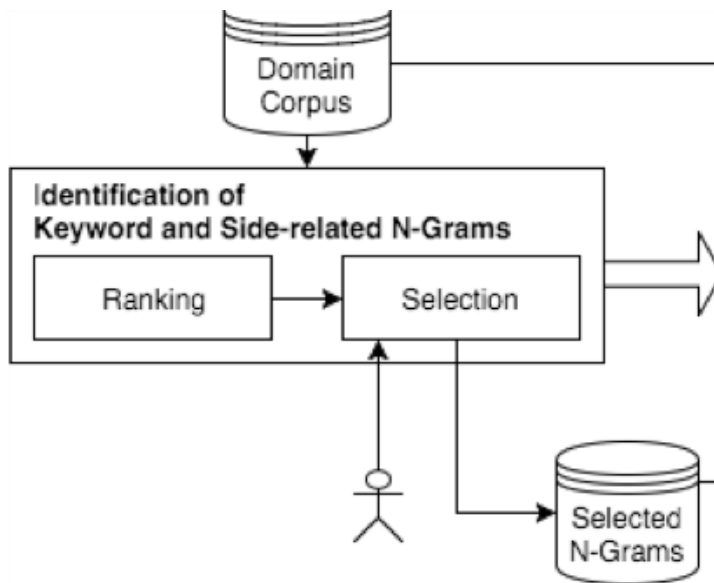 Domain
Corpus
Identification of
Keyword and Side-related N-Grams
Ranking
Selection
Selected
N-Grams